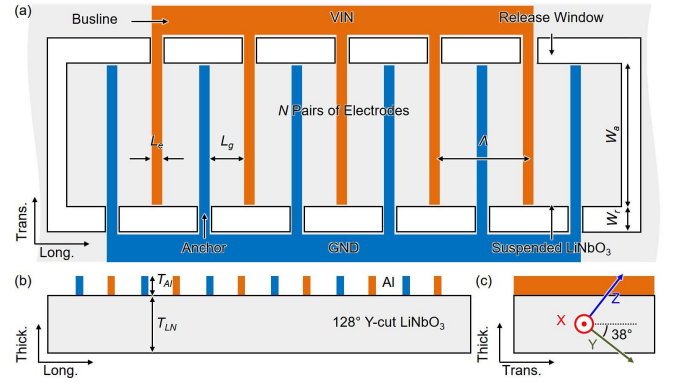 (a)
Busline
VIN
Release Window
N Pairs of Electrodes
Le
Lg
Λ
Wa
Wr
Trans.
Long.
Anchor
GND
Suspended LiNbO3
(b)
TAl
Al
TLN
128° Y-cut LiNbO3
Thick.
Long.
(c)
Z
X
38°
Y
Thick.
Trans.